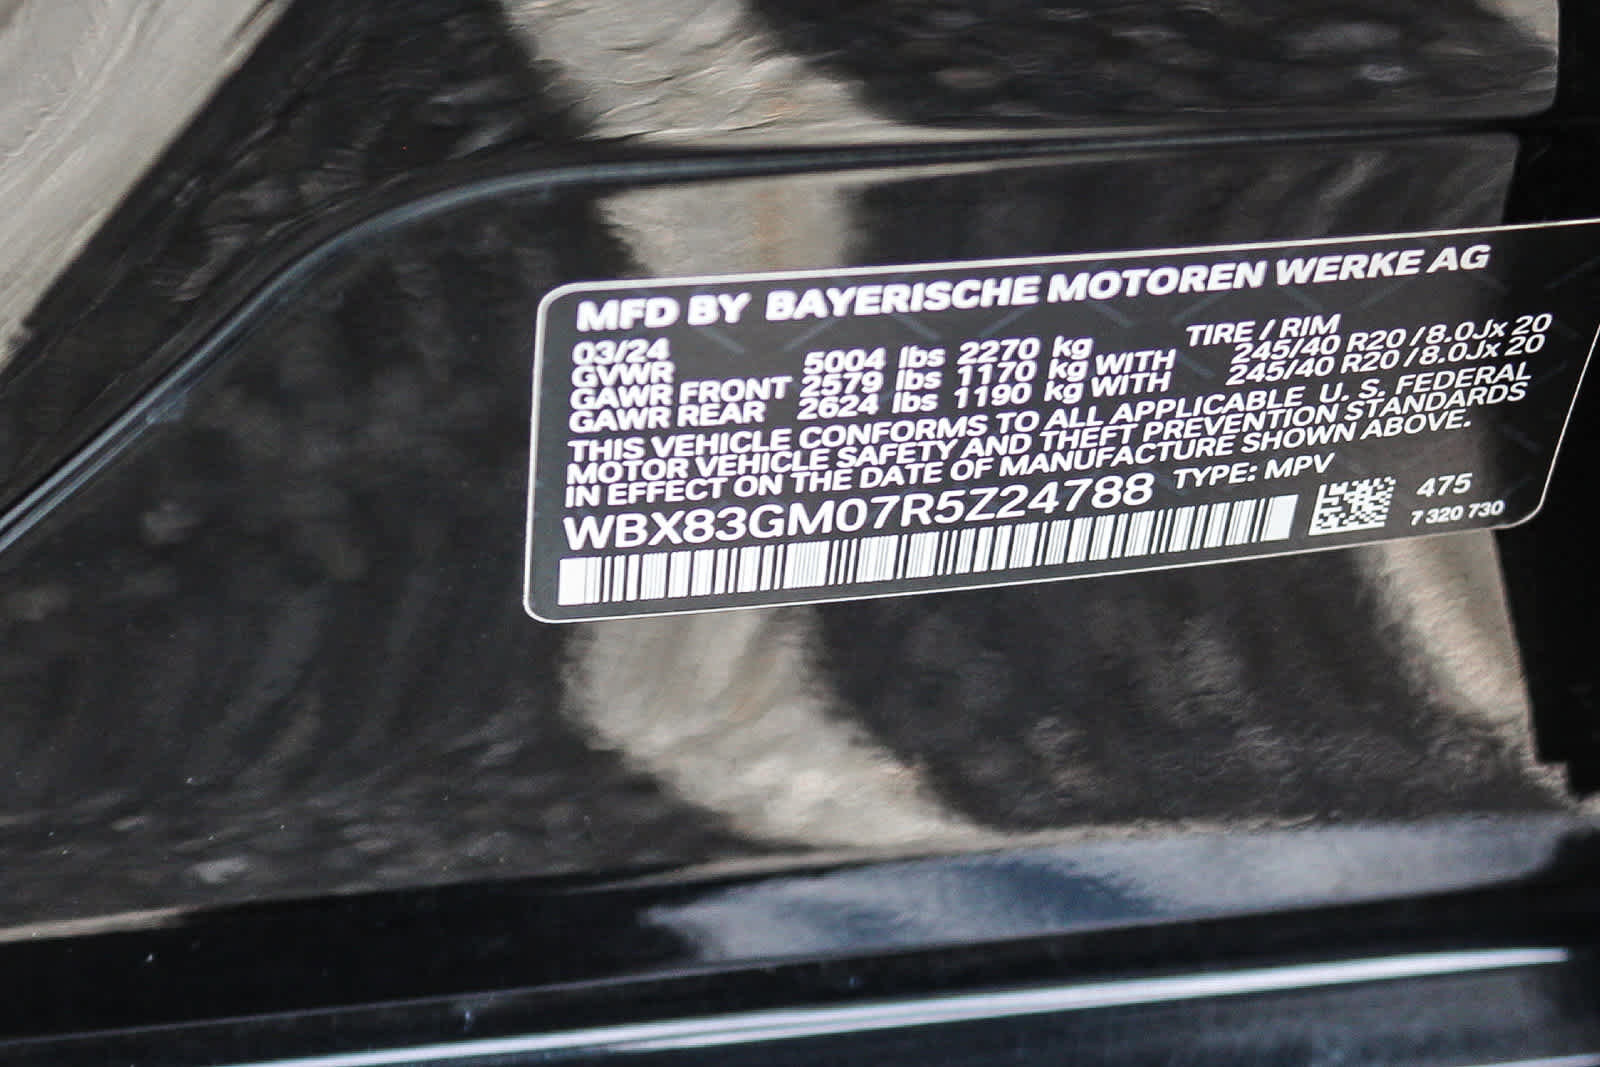 MFD BY BAYERISCHE MOTOREN WERKE AG
03/24 TIRE / RIM
GVWR 5004 lbs 2270 kg
GAWR FRONT 2579 lbs 1170 kg WITH 245/40 R20 / 8.0Jx 20
GAWR REAR 2624 lbs 1190 kg WITH 245/40 R20 / 8.0Jx 20
THIS VEHICLE CONFORMS TO ALL APPLICABLE U. S. FEDERAL
MOTOR VEHICLE SAFETY AND THEFT PREVENTION STANDARDS
IN EFFECT ON THE DATE OF MANUFACTURE SHOWN ABOVE.
WBX83GM07R5Z24788 TYPE: MPV
475
7 320 730